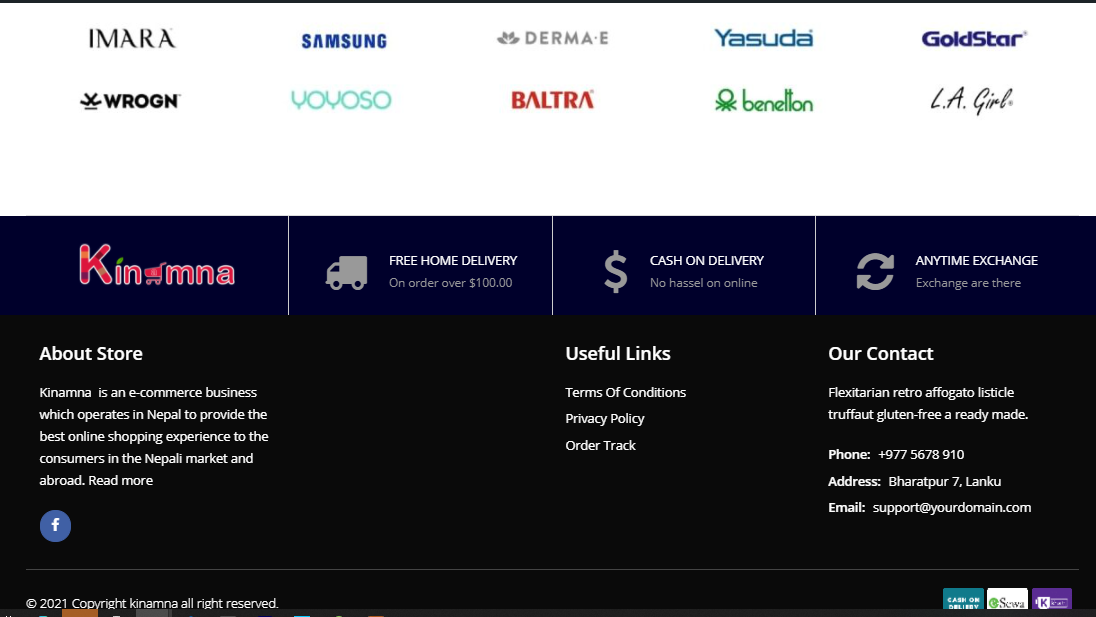 IMARA SAMSUNG DERMA·E Yasuda GoldStar
WROGN YOYOSO BALTRA benetton L.A. Girl
Kinamna
FREE HOME DELIVERY
On order over $100.00
CASH ON DELIVERY
No hassel on online
ANYTIME EXCHANGE
Exchange are there
About Store
Kinamna is an e-commerce business
which operates in Nepal to provide the
best online shopping experience to the
consumers in the Nepali market and
abroad. Read more
f
Useful Links
Terms Of Conditions
Privacy Policy
Order Track
Our Contact
Flexitarian retro affogato listicle
truffaut gluten-free a ready made.
Phone: +977 5678 910
Address: Bharatpur 7, Lanku
Email: support@yourdomain.com
© 2021 Copyright kinamna all right reserved.
CASH ON
DELIVERY
eSewa
K